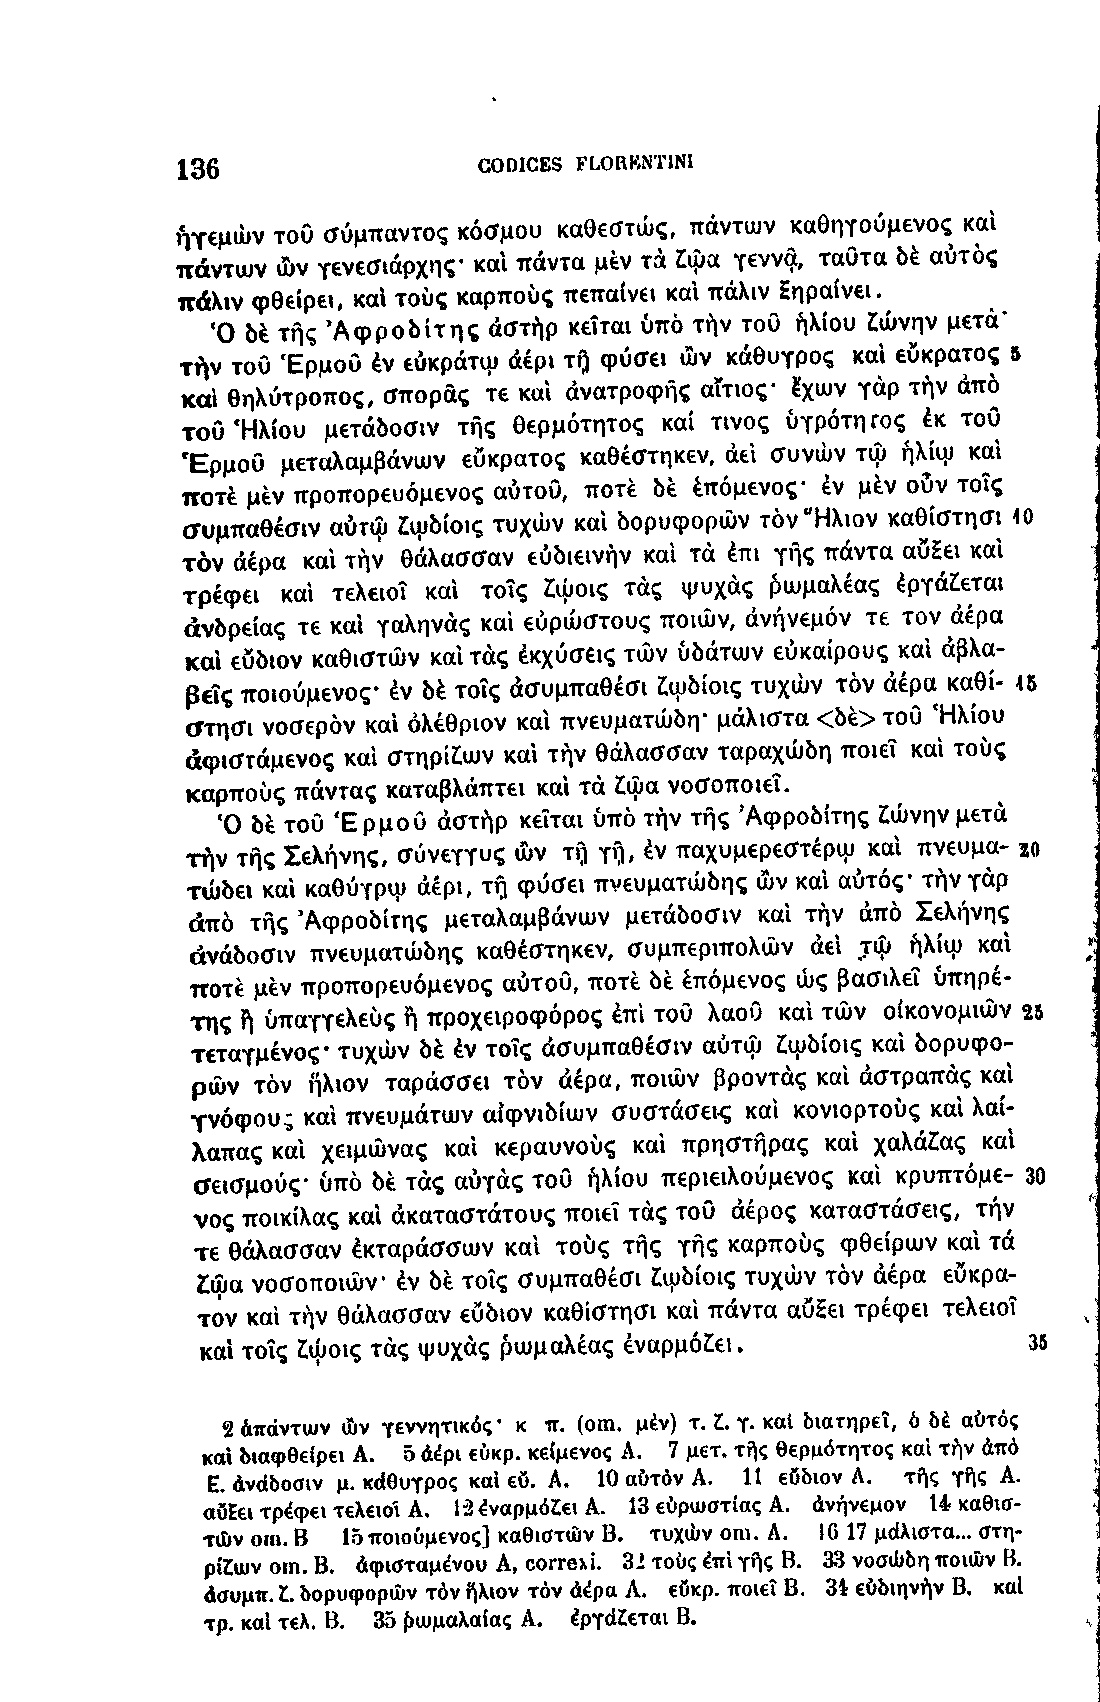 136 CODICES FLORENTINI
ἡγεμὼν τοῦ σύμπαντος κόσμου καθεστώς, πάντων καθηγούμενος καὶ
πάντων ὢν γενεσιάρχης· καὶ πάντα μὲν τὰ ζῷα γεννᾷ, ταῦτα δὲ αὐτὸς
πάλιν φθείρει, καὶ τοὺς καρποὺς πεπαίνει καὶ πάλιν ξηραίνει.
Ὁ δὲ τῆς Ἀφροδίτης ἀστὴρ κεῖται ὑπὸ τὴν τοῦ ἡλίου ζώνην μετὰ
τὴν τοῦ Ἑρμοῦ ἐν εὐκράτῳ ἀέρι τῇ φύσει ὢν κάθυγρος καὶ εὔκρατος 5
καὶ θηλύτροπος, σπορᾶς τε καὶ ἀνατροφῆς αἴτιος· ἔχων γὰρ τὴν ἀπὸ
τοῦ Ἡλίου μετάδοσιν τῆς θερμότητος καί τινος ὑγρότητος ἐκ τοῦ
Ἑρμοῦ μεταλαμβάνων εὔκρατος καθέστηκεν, ἀεὶ συνὼν τῷ ἡλίῳ καὶ
ποτὲ μὲν προπορευόμενος αὐτοῦ, ποτὲ δὲ ἑπόμενος· ἐν μὲν οὖν τοῖς
συμπαθέσιν αὐτῷ ζῳδίοις τυχὼν καὶ δορυφορῶν τὸν Ἥλιον καθίστησι 10
τὸν ἀέρα καὶ τὴν θάλασσαν εὐδιεινὴν καὶ τὰ ἐπι γῆς πάντα αὔξει καὶ
τρέφει καὶ τελειοῖ καὶ τοῖς ζῴοις τὰς ψυχὰς ῥωμαλέας ἐργάζεται
ἀνδρείας τε καὶ γαληνὰς καὶ εὐρώστους ποιῶν, ἀνήνεμόν τε τον ἀέρα
καὶ εὔδιον καθιστῶν καὶ τὰς ἐκχύσεις τῶν ὑδάτων εὐκαίρους καὶ ἀβλα-
βεῖς ποιούμενος· ἐν δὲ τοῖς ἀσυμπαθέσι ζῳδίοις τυχὼν τὸν ἀέρα καθί- 15
στησι νοσερὸν καὶ ὀλέθριον καὶ πνευματώδη· μάλιστα <δὲ> τοῦ Ἡλίου
ἀφιστάμενος καὶ στηρίζων καὶ τὴν θάλασσαν ταραχώδη ποιεῖ καὶ τοὺς
καρποὺς πάντας καταβλάπτει καὶ τὰ ζῷα νοσοποιεῖ.
Ὁ δὲ τοῦ Ἑρμοῦ ἀστὴρ κεῖται ὑπὸ τὴν τῆς Ἀφροδίτης ζώνην μετὰ
τὴν τῆς Σελήνης, σύνεγγυς ὢν τῇ γῇ, ἐν παχυμερεστέρῳ καὶ πνευμα- 20
τώδει καὶ καθύγρῳ ἀέρι, τῇ φύσει πνευματώδης ὢν καὶ αὐτός· τὴν γὰρ
ἀπὸ τῆς Ἀφροδίτης μεταλαμβάνων μετάδοσιν καὶ τὴν ἀπὸ Σελήνης
ἀνάδοσιν πνευματώδης καθέστηκεν, συμπεριπολῶν ἀεὶ τῷ ἡλίῳ καὶ
ποτὲ μὲν προπορευόμενος αὐτοῦ, ποτὲ δὲ ἑπόμενος ὡς βασιλεῖ ὑπηρέ-
της ἢ ὑπαγγελεὺς ἢ προχειροφόρος ἐπὶ τοῦ λαοῦ καὶ τῶν οἰκονομιῶν 25
τεταγμένος· τυχὼν δὲ ἐν τοῖς ἀσυμπαθέσιν αὐτῷ ζῳδίοις καὶ δορυφο-
ρῶν τὸν ἥλιον ταράσσει τὸν ἀέρα, ποιῶν βροντὰς καὶ ἀστραπὰς καὶ
γνόφους καὶ πνευμάτων αἰφνιδίων συστάσεις καὶ κονιορτοὺς καὶ λαί-
λαπας καὶ χειμῶνας καὶ κεραυνοὺς καὶ πρηστῆρας καὶ χαλάζας καὶ
σεισμούς· ὑπὸ δὲ τὰς αὐγὰς τοῦ ἡλίου περιειλούμενος καὶ κρυπτόμε- 30
νος ποικίλας καὶ ἀκαταστάτους ποιεῖ τὰς τοῦ ἀέρος καταστάσεις, τήν
τε θάλασσαν ἐκταράσσων καὶ τοὺς τῆς γῆς καρποὺς φθείρων καὶ τά
ζῷα νοσοποιῶν· ἐν δὲ τοῖς συμπαθέσι ζῳδίοις τυχὼν τὸν ἀέρα εὔκρα-
τον καὶ τὴν θάλασσαν εὔδιον καθίστησι καὶ πάντα αὔξει τρέφει τελειοῖ
καὶ τοῖς ζῴοις τὰς ψυχὰς ῥωμαλέας ἐναρμόζει. 35
2 ἁπάντων ὢν γεννητικός· κ π. (om. μέν) τ. ζ. γ. καὶ διατηρεῖ, ὁ δὲ αὐτός
καὶ διαφθείρει A. 5 ἀέρι εὐκρ. κείμενος A. 7 μετ. τῆς θερμότητος καὶ τὴν ἀπὸ
Ε. ἀνάδοσιν μ. κάθυγρος καὶ εὔ. A. 10 αὐτὸν A. 11 εὔδιον A. τῆς γῆς A.
αὔξει τρέφει τελειοῖ A. 12 ἐναρμόζει A. 13 εὐρωστίας A. ἀνήνεμον 14 καθισ-
τῶν om. B 15 ποιούμενος] καθιστῶν B. τυχὼν om. A. 16 17 μάλιστα... στη-
ρίζων om. B. ἀφισταμένου A, correxi. 32 τοὺς ἐπὶ γῆς B. 33 νοσώδη ποιῶν B.
ἀσυμπ. ζ. δορυφορῶν τὸν ἥλιον τὸν ἀέρα A. εὔκρ. ποιεῖ B. 34 εὐδιηνὴν B. καὶ
τρ. καὶ τελ. B. 35 ῥωμαλαίας A. ἐργάζεται B.